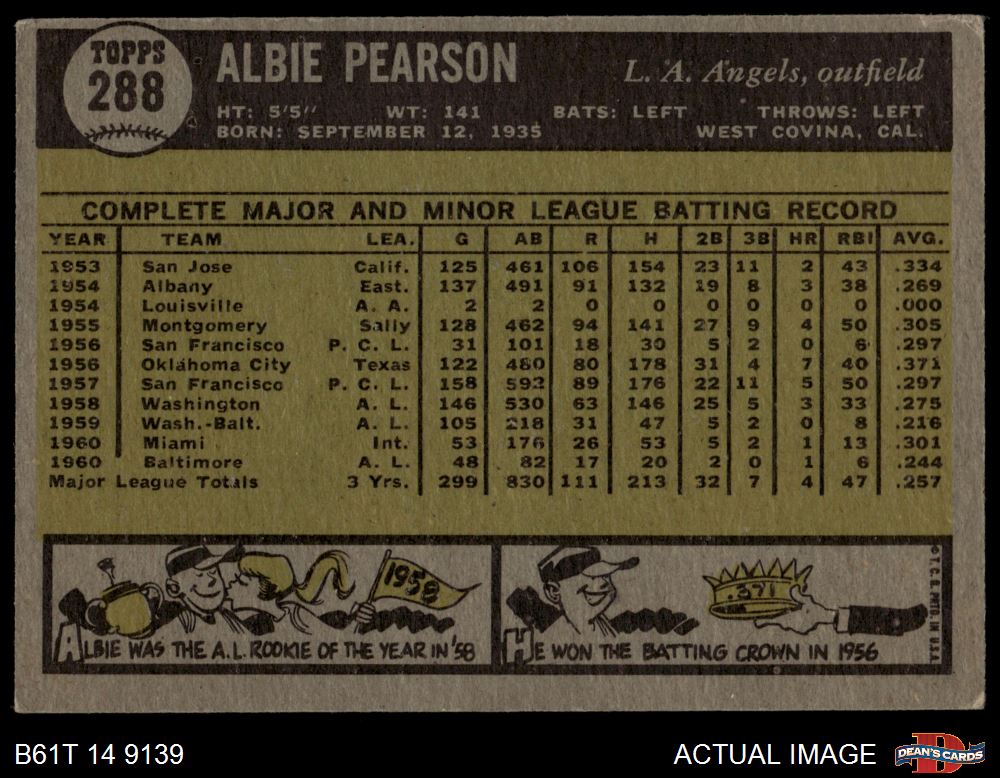 TOPPS
288
ALBIE PEARSON
L. A. Angels, outfield
HT: 5'5" WT: 141 BATS: LEFT THROWS: LEFT
BORN: SEPTEMBER 12, 1935 WEST COVINA, CAL.
COMPLETE MAJOR AND MINOR LEAGUE BATTING RECORD
YEAR TEAM LEA. G AB R H 2B 3B HR RBI AVG.
1953 San Jose Calif. 125 461 106 154 23 11 2 43 .334
1954 Albany East. 137 491 91 132 19 8 3 38 .269
1954 Louisville A. A. 2 2 0 0 0 0 0 0 .000
1955 Montgomery Sally 128 462 94 141 27 9 4 50 .305
1956 San Francisco P. C. L. 31 101 18 30 5 2 0 6 .297
1956 Oklahoma City Texas 122 480 80 178 31 4 7 40 .371
1957 San Francisco P. C. L. 158 592 89 176 22 11 5 50 .297
1958 Washington A. L. 146 530 63 146 25 5 3 33 .275
1959 Wash.-Balt. A. L. 105 218 31 47 5 2 0 8 .216
1960 Miami Int. 53 176 26 53 5 2 1 13 .301
1960 Baltimore A. L. 48 82 17 20 2 0 1 6 .244
Major League Totals 3 Yrs. 299 830 111 213 32 7 4 47 .257
1958
ALBIE WAS THE A.L. ROOKIE OF THE YEAR IN '58
.371
HE WON THE BATTING CROWN IN 1956
© T.C.G. PRTD. IN U.S.A.
B61T 14 9139
ACTUAL IMAGE
D
DEAN'S CARDS